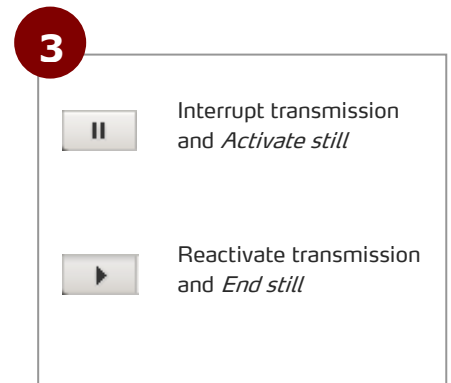 3
Interrupt transmission
and Activate still
Reactivate transmission
and End still